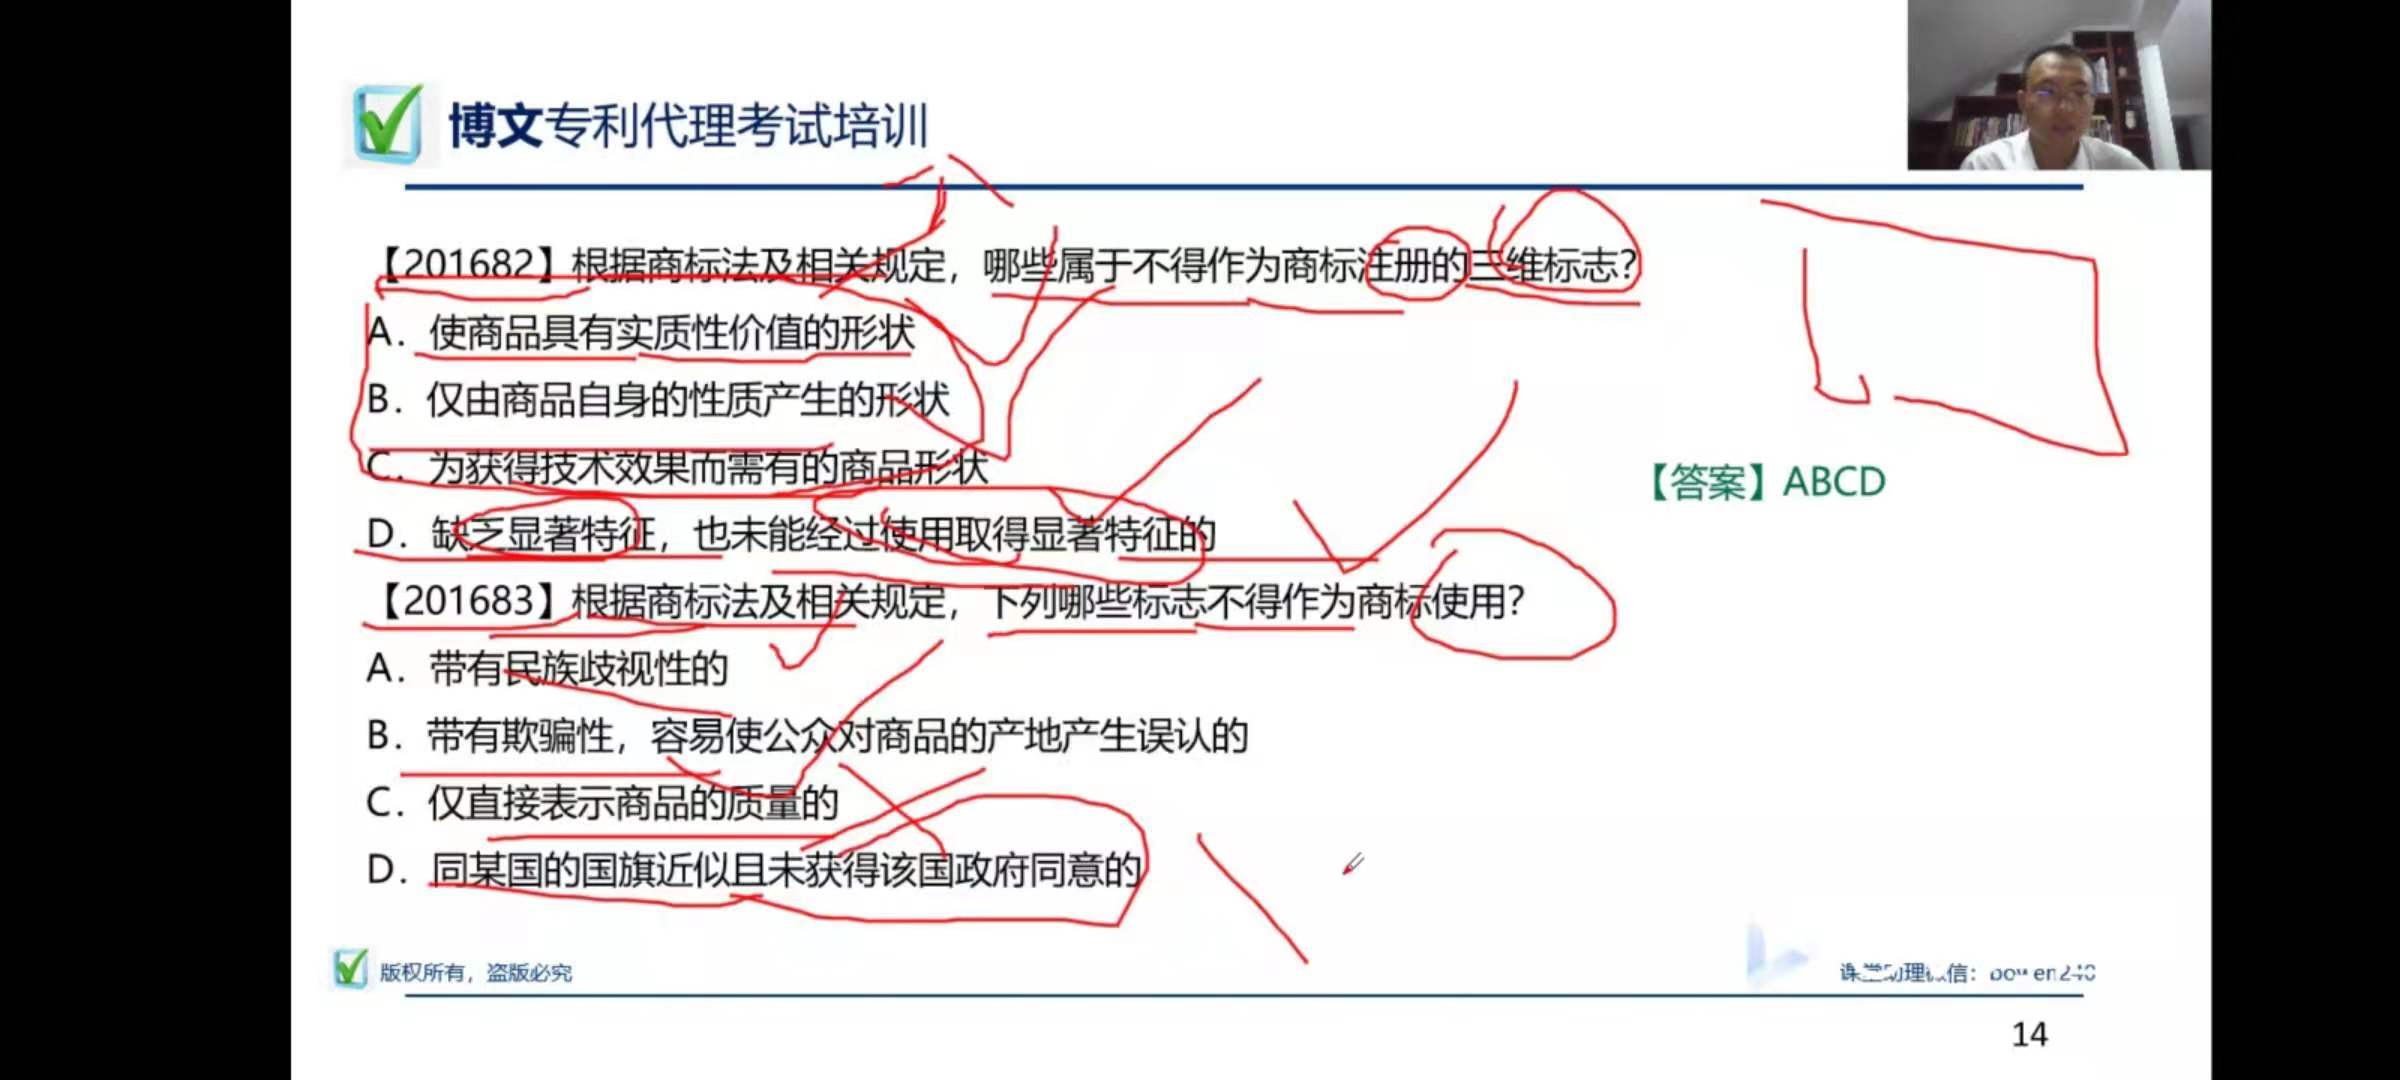 博文专利代理考试培训
【201682】根据商标法及相关规定，哪些属于不得作为商标注册的三维标志?
A. 使商品具有实质性价值的形状
B. 仅由商品自身的性质产生的形状
C. 为获得技术效果而需有的商品形状
【答案】ABCD
D. 缺乏显著特征，也未能经过使用取得显著特征的
【201683】根据商标法及相关规定，下列哪些标志不得作为商标使用?
A. 带有民族歧视性的
B. 带有欺骗性，容易使公众对商品的产地产生误认的
C. 仅直接表示商品的质量的
D. 同某国的国旗近似且未获得该国政府同意的
版权所有，盗版必究
课堂助理微信：
14